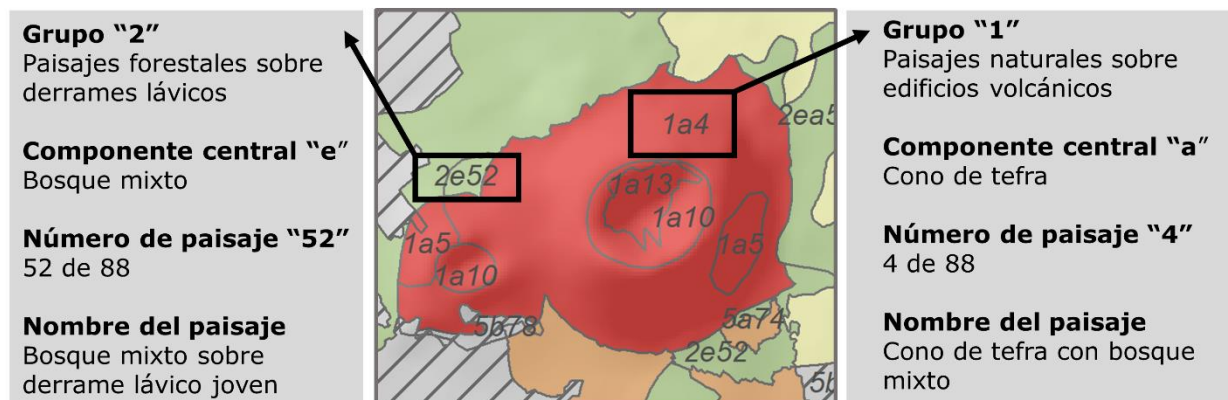 Grupo “2”
Paisajes forestales sobre
derrames lávicos
Componente central “e”
Bosque mixto
Número de paisaje “52”
52 de 88
Nombre del paisaje
Bosque mixto sobre
derrame lávico joven
1a4
2ea5
2e52
1a13
1a10
1a5
1a5
1a10
5b78
5a74
2e52
5b
Grupo “1”
Paisajes naturales sobre
edificios volcánicos
Componente central “a”
Cono de tefra
Número de paisaje “4”
4 de 88
Nombre del paisaje
Cono de tefra con bosque
mixto